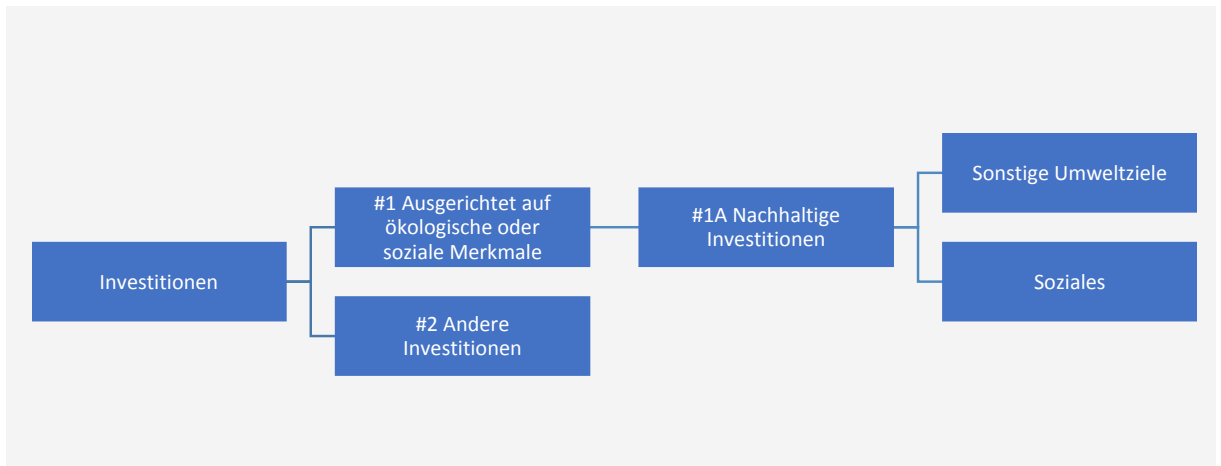 Investitionen
#1 Ausgerichtet auf
ökologische oder
soziale Merkmale
#2 Andere
Investitionen
#1A Nachhaltige
Investitionen
Sonstige Umweltziele
Soziales